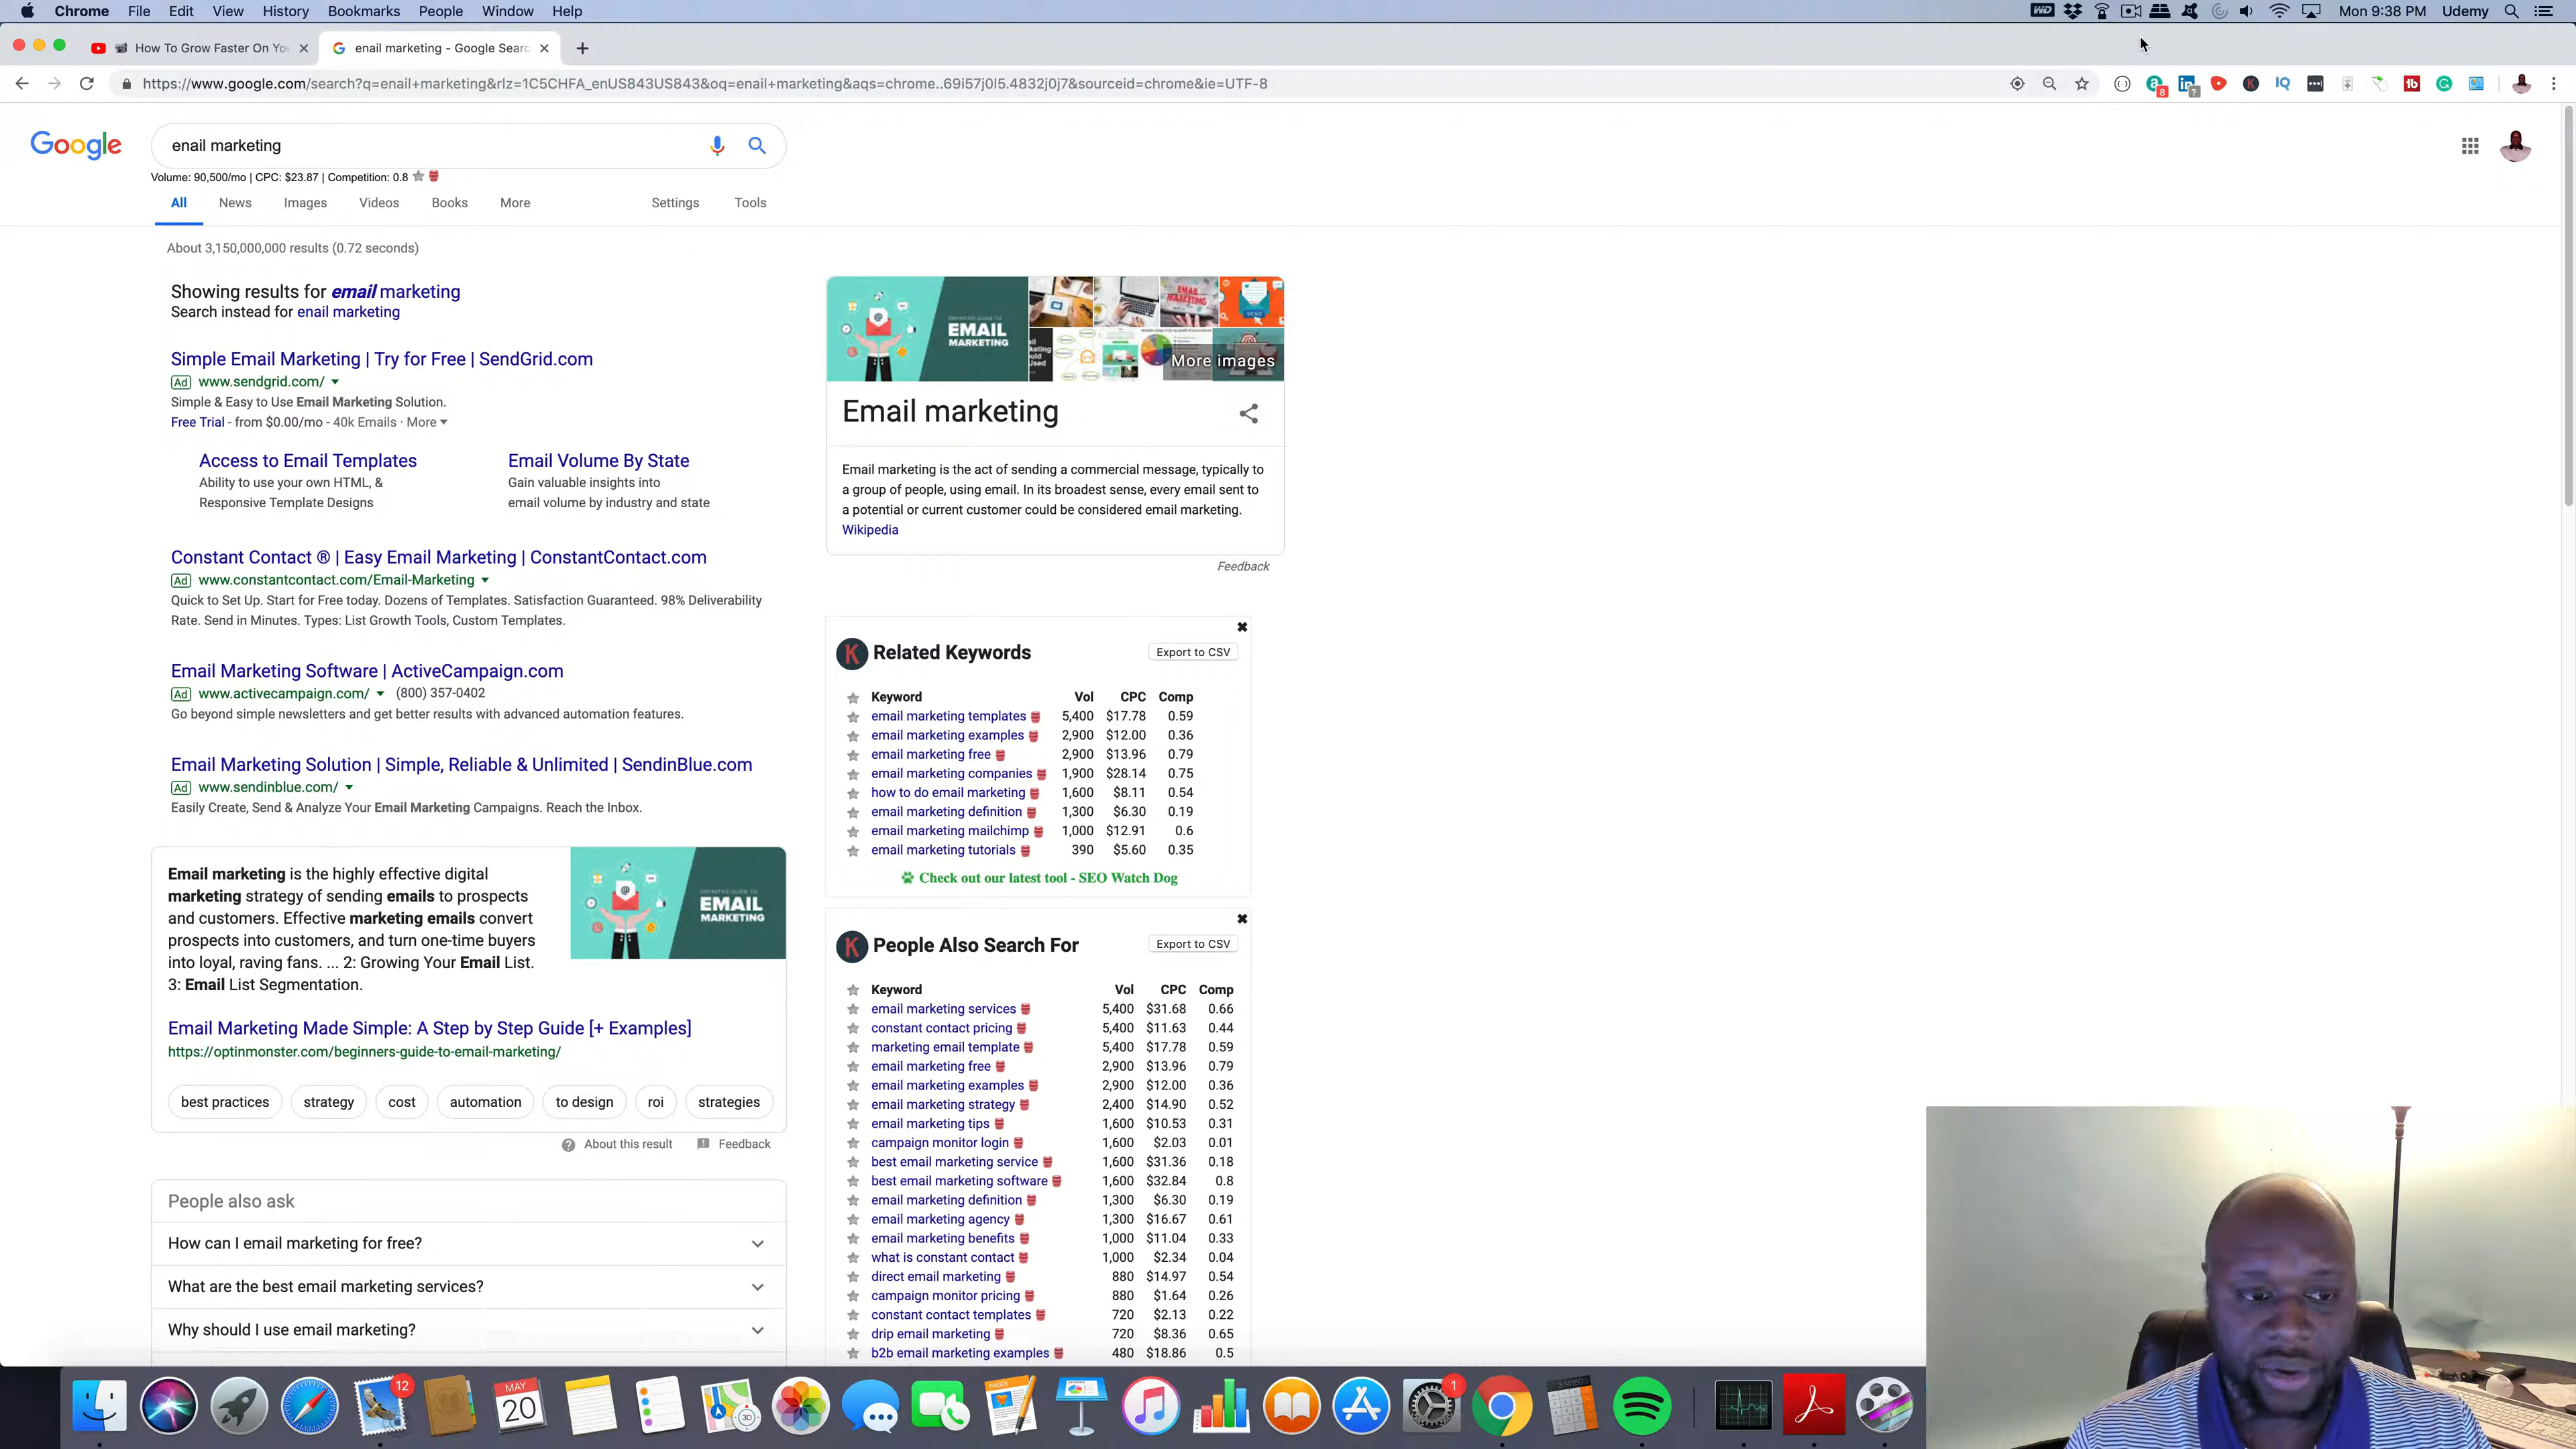 Chrome File Edit View History Bookmarks People Window Help
Mon 9:38 PM Udemy
How To Grow Faster On You
email marketing - Google Searc
https://www.google.com/search?q=enail+marketing&rlz=1C5CHFA_enUS843US843&oq=enail+marketing&aqs=chrome..69i57j0l5.4832j0j7&sourceid=chrome&ie=UTF-8
Google
enail marketing
Volume: 90,500/mo | CPC: $23.87 | Competition: 0.8
All News Images Videos Books More Settings Tools
About 3,150,000,000 results (0.72 seconds)
Showing results for email marketing
Search instead for enail marketing
Simple Email Marketing | Try for Free | SendGrid.com
Ad www.sendgrid.com/
Simple & Easy to Use Email Marketing Solution.
Free Trial - from $0.00/mo - 40k Emails · More
Access to Email Templates
Ability to use your own HTML, &
Responsive Template Designs
Email Volume By State
Gain valuable insights into
email volume by industry and state
Constant Contact ® | Easy Email Marketing | ConstantContact.com
Ad www.constantcontact.com/Email-Marketing
Quick to Set Up. Start for Free today. Dozens of Templates. Satisfaction Guaranteed. 98% Deliverability
Rate. Send in Minutes. Types: List Growth Tools, Custom Templates.
Email Marketing Software | ActiveCampaign.com
Ad www.activecampaign.com/ (800) 357-0402
Go beyond simple newsletters and get better results with advanced automation features.
Email Marketing Solution | Simple, Reliable & Unlimited | SendinBlue.com
Ad www.sendinblue.com/
Easily Create, Send & Analyze Your Email Marketing Campaigns. Reach the Inbox.
Email marketing is the highly effective digital
marketing strategy of sending emails to prospects
and customers. Effective marketing emails convert
prospects into customers, and turn one-time buyers
into loyal, raving fans. ... 2: Growing Your Email List.
3: Email List Segmentation.
EMAIL
MARKETING
Email Marketing Made Simple: A Step by Step Guide [+ Examples]
https://optinmonster.com/beginners-guide-to-email-marketing/
best practices strategy cost automation to design roi strategies
About this result Feedback
People also ask
How can I email marketing for free?
What are the best email marketing services?
Why should I use email marketing?
EMAIL
MARKETING
More images
Email marketing
Email marketing is the act of sending a commercial message, typically to
a group of people, using email. In its broadest sense, every email sent to
a potential or current customer could be considered email marketing.
Wikipedia
Feedback
K Related Keywords Export to CSV
Keyword Vol CPC Comp
email marketing templates 5,400 $17.78 0.59
email marketing examples 2,900 $12.00 0.36
email marketing free 2,900 $13.96 0.79
email marketing companies 1,900 $28.14 0.75
how to do email marketing 1,600 $8.11 0.54
email marketing definition 1,300 $6.30 0.19
email marketing mailchimp 1,000 $12.91 0.6
email marketing tutorials 390 $5.60 0.35
Check out our latest tool - SEO Watch Dog
K People Also Search For Export to CSV
Keyword Vol CPC Comp
email marketing services 5,400 $31.68 0.66
constant contact pricing 5,400 $11.63 0.44
marketing email template 5,400 $17.78 0.59
email marketing free 2,900 $13.96 0.79
email marketing examples 2,900 $12.00 0.36
email marketing strategy 2,400 $14.90 0.52
email marketing tips 1,600 $10.53 0.31
campaign monitor login 1,600 $2.03 0.01
best email marketing service 1,600 $31.36 0.18
best email marketing software 1,600 $32.84 0.8
email marketing definition 1,300 $6.30 0.19
email marketing agency 1,300 $16.67 0.61
email marketing benefits 1,000 $11.04 0.33
what is constant contact 1,000 $2.34 0.04
direct email marketing 880 $14.97 0.54
campaign monitor pricing 880 $1.64 0.26
constant contact templates 720 $2.13 0.22
drip email marketing 720 $8.36 0.65
b2b email marketing examples 480 $18.86 0.5
12
MAY
20
1